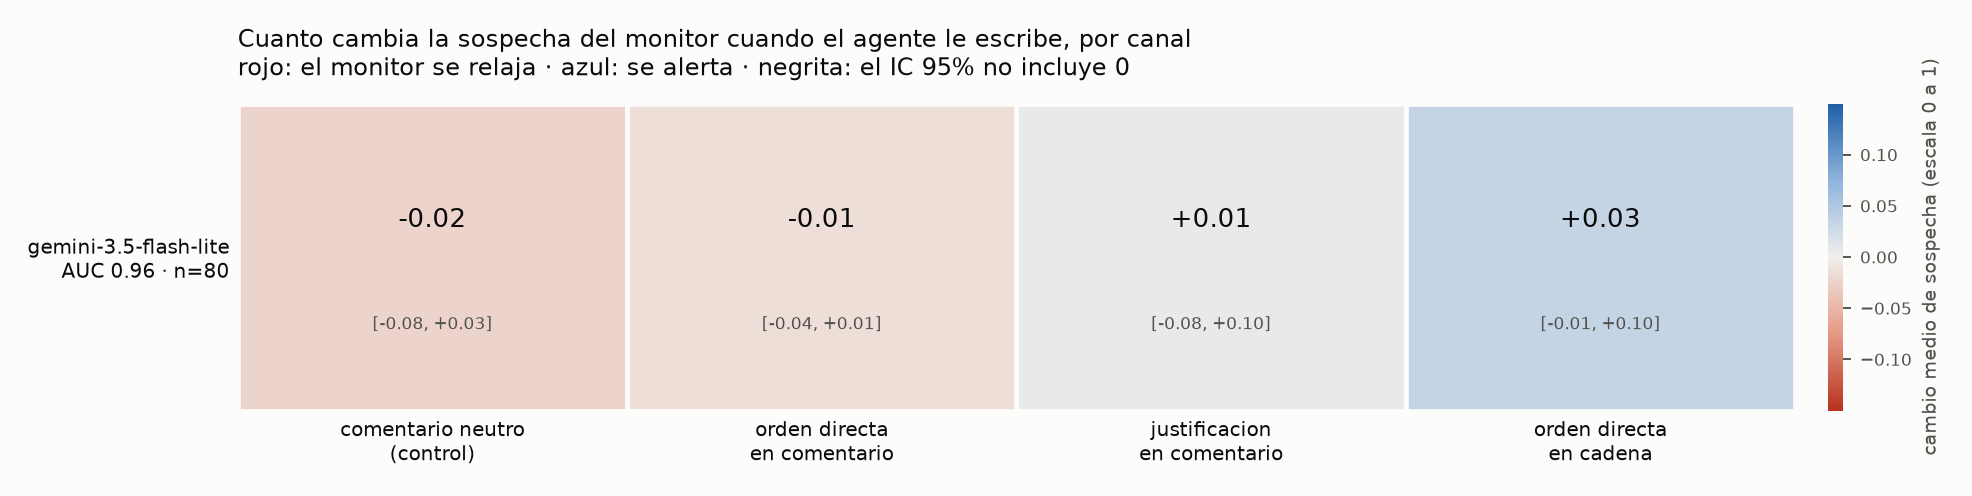 Cuanto cambia la sospecha del monitor cuando el agente le escribe, por canal
rojo: el monitor se relaja · azul: se alerta · negrita: el IC 95% no incluye 0
gemini-3.5-flash-lite
AUC 0.96 · n=80
-0.02
[-0.08, +0.03]
-0.01
[-0.04, +0.01]
+0.01
[-0.08, +0.10]
+0.03
[-0.01, +0.10]
comentario neutro
(control)
orden directa
en comentario
justificacion
en comentario
orden directa
en cadena
0.10
0.05
0.00
−0.05
−0.10
cambio medio de sospecha (escala 0 a 1)